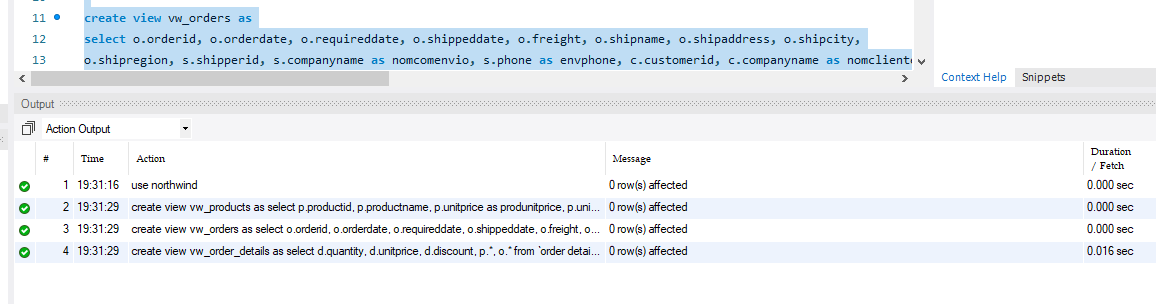 11 create view vw_orders as
12 select o.orderid, o.orderdate, o.requireddate, o.shippeddate, o.freight, o.shipname, o.shipaddress, o.shipcity,
13 o.shipregion, s.shipperid, s.companyname as nomcomenvio, s.phone as envphone, c.customerid, c.companyname as nomcliente
Context Help Snippets
Output
Action Output
# Time Action Message Duration / Fetch
1 19:31:16 use northwind 0 row(s) affected 0.000 sec
2 19:31:29 create view vw_products as select p.productid, p.productname, p.unitprice as produnitprice, p.uni... 0 row(s) affected 0.000 sec
3 19:31:29 create view vw_orders as select o.orderid, o.orderdate, o.requireddate, o.shippeddate, o.freight, o... 0 row(s) affected 0.000 sec
4 19:31:29 create view vw_order_details as select d.quantity, d.unitprice, d.discount, p.*, o.* from `order detai... 0 row(s) affected 0.016 sec